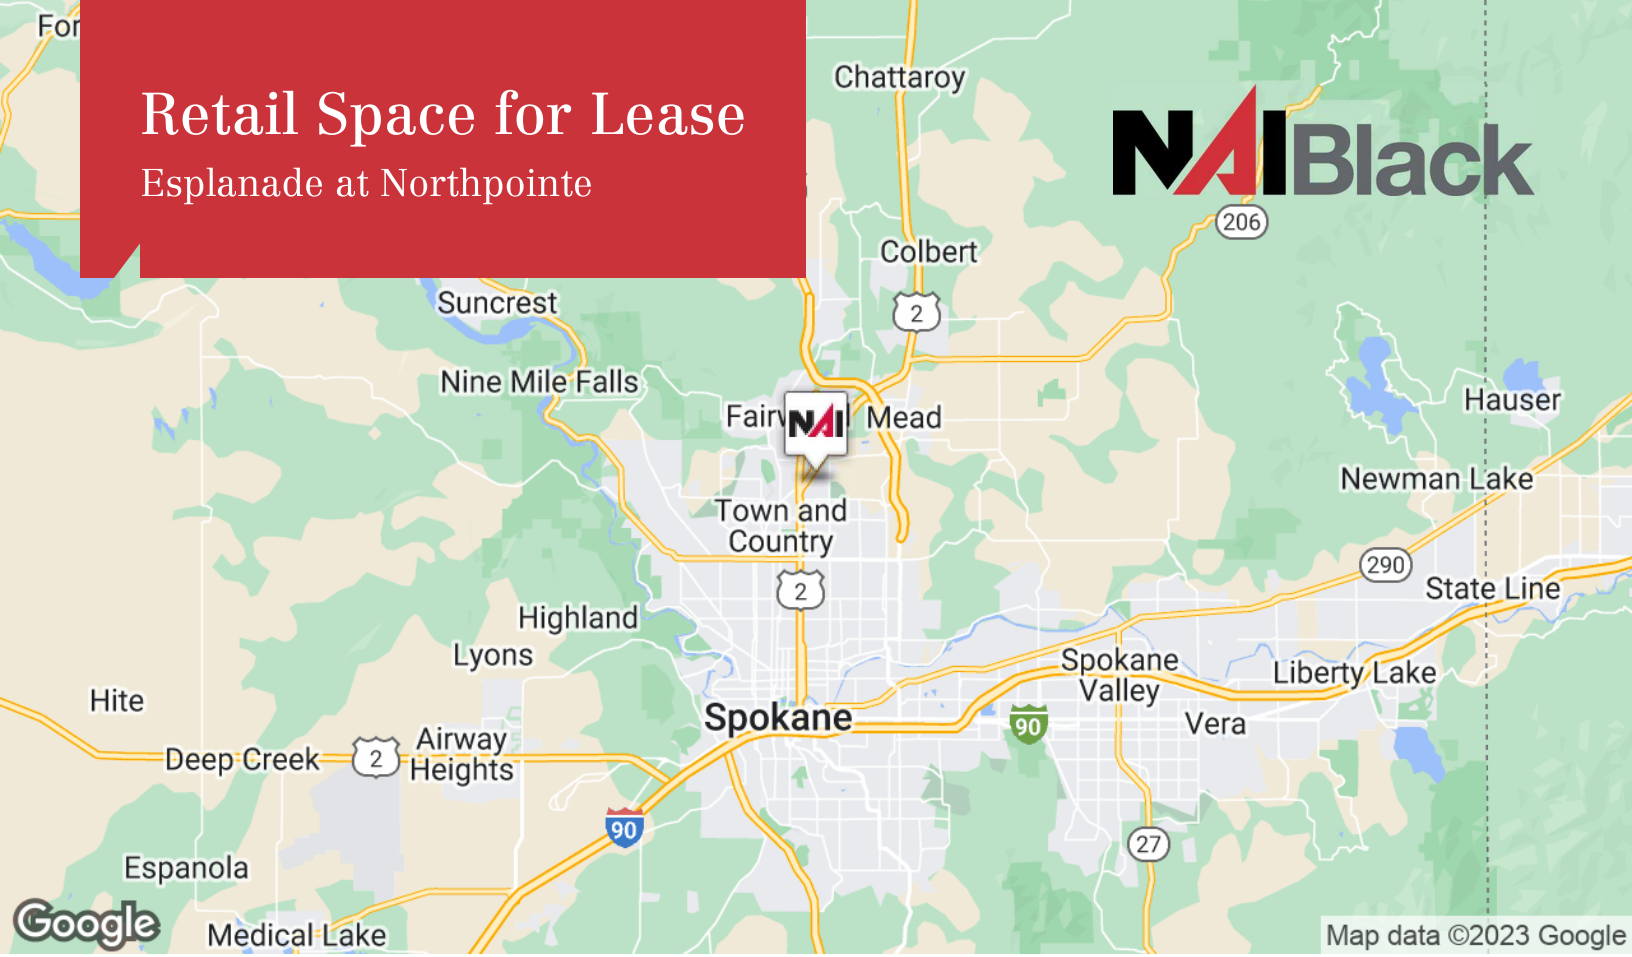 For
Retail Space for Lease
Esplanade at Northpointe
Chattaroy
NAIBlack
206
Colbert
Suncrest
2
Nine Mile Falls
Hauser
NAI
Mead
Newman Lake
Town and
Country
290
2
State Line
Highland
Lyons
Spokane
Valley
Liberty Lake
Hite
Spokane
Vera
90
Airway
Heights
Deep Creek
2
90
27
Espanola
Google
Medical Lake
Map data ©2023 Google